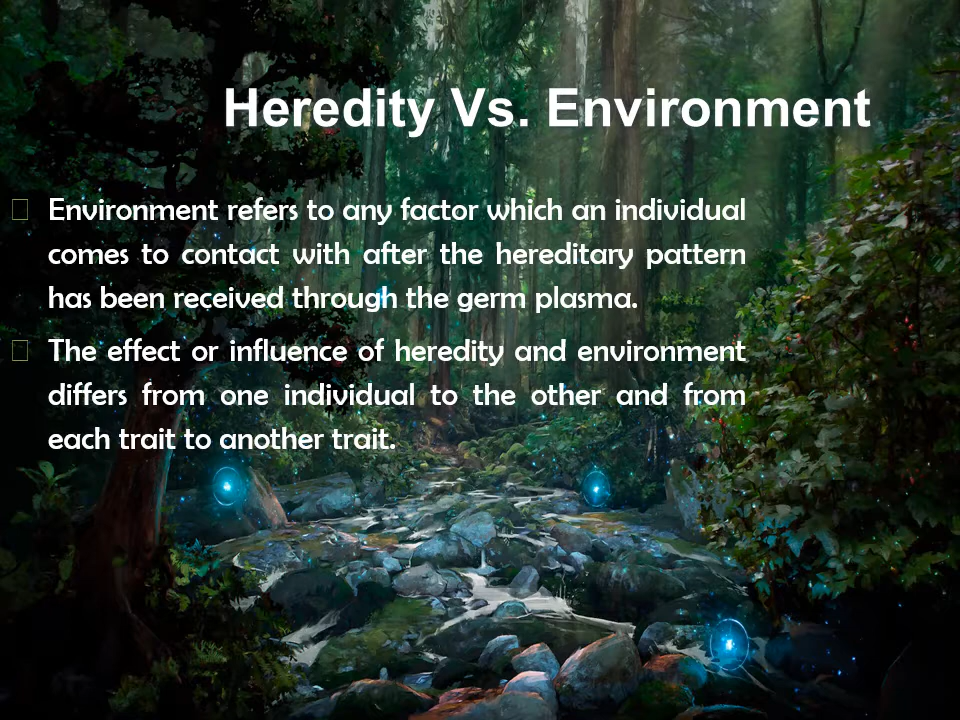 Heredity Vs. Environment
Environment refers to any factor which an individual
comes to contact with after the hereditary pattern
has been received through the germ plasma.
The effect or influence of heredity and environment
differs from one individual to the other and from
each trait to another trait.